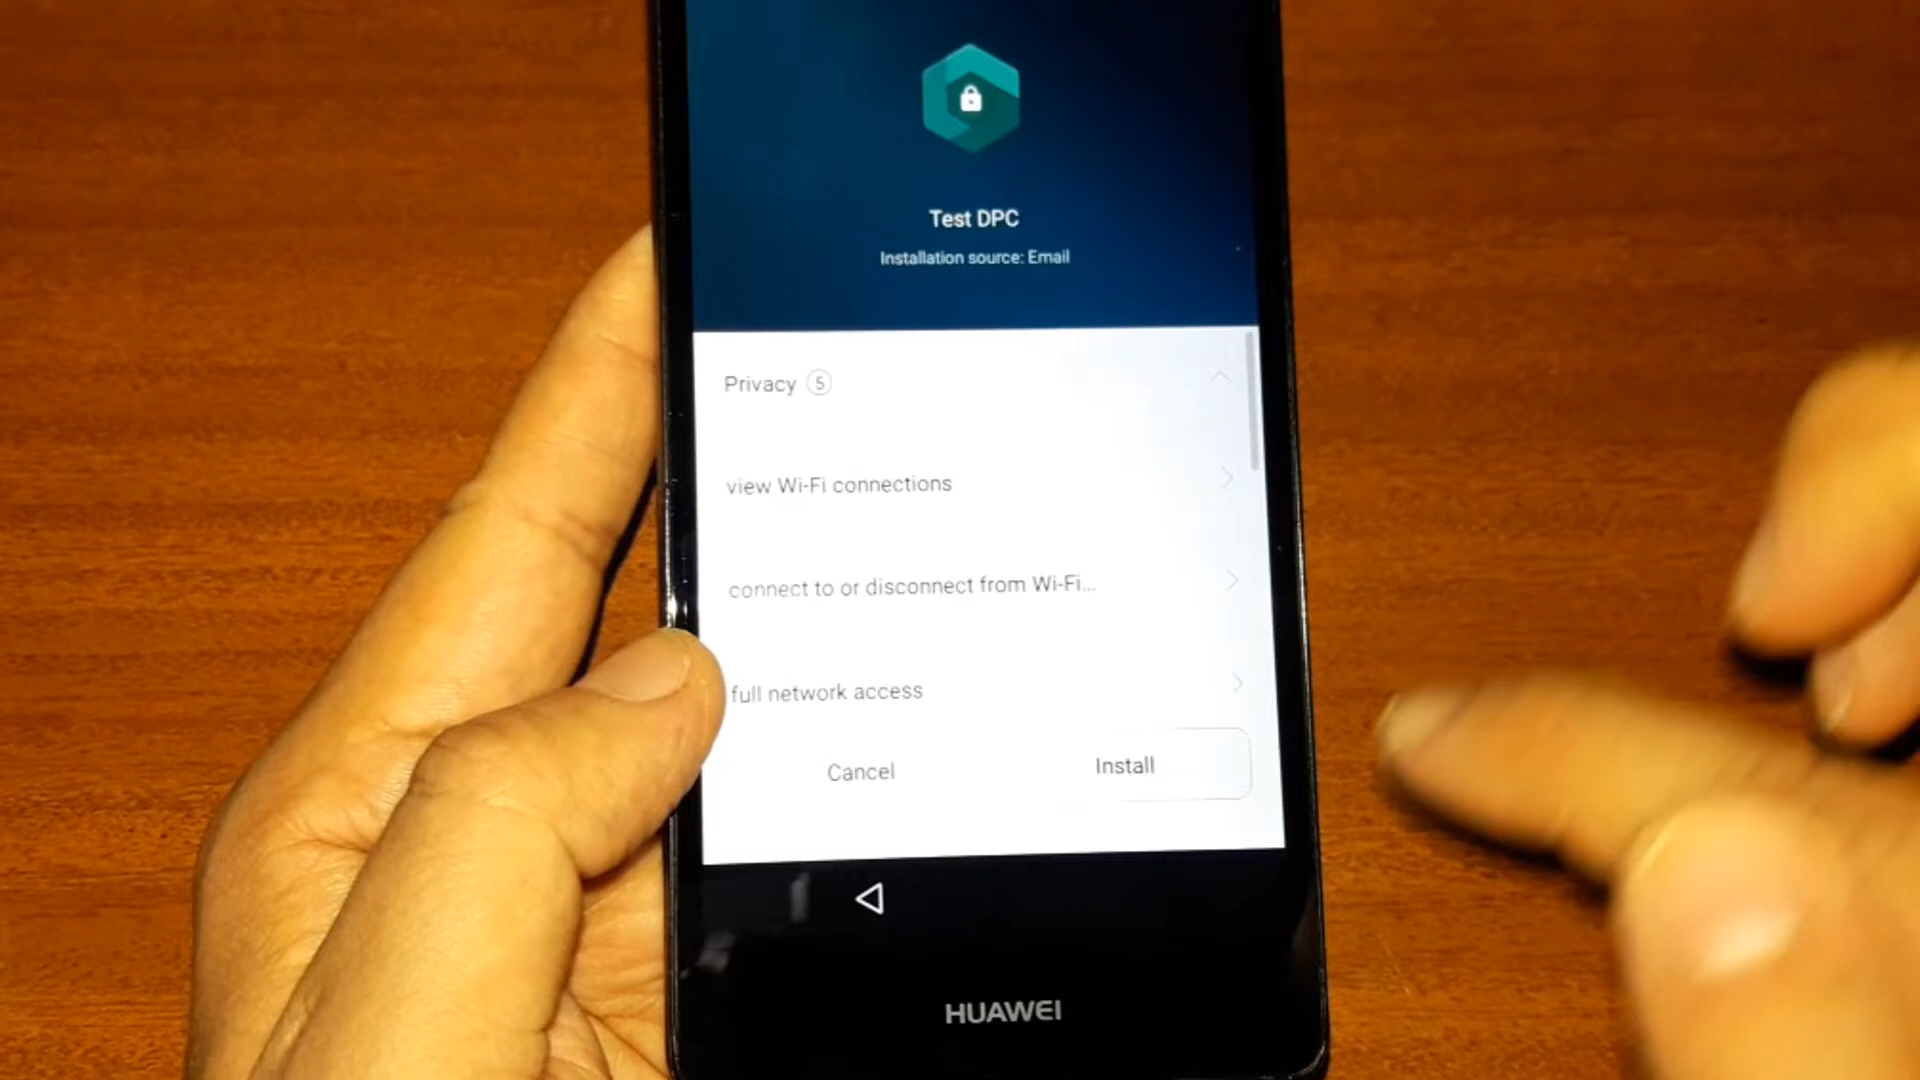 Test DPC
Installation source: Email
Privacy 5
view Wi-Fi connections
connect to or disconnect from Wi-Fi...
full network access
Cancel Install
HUAWEI